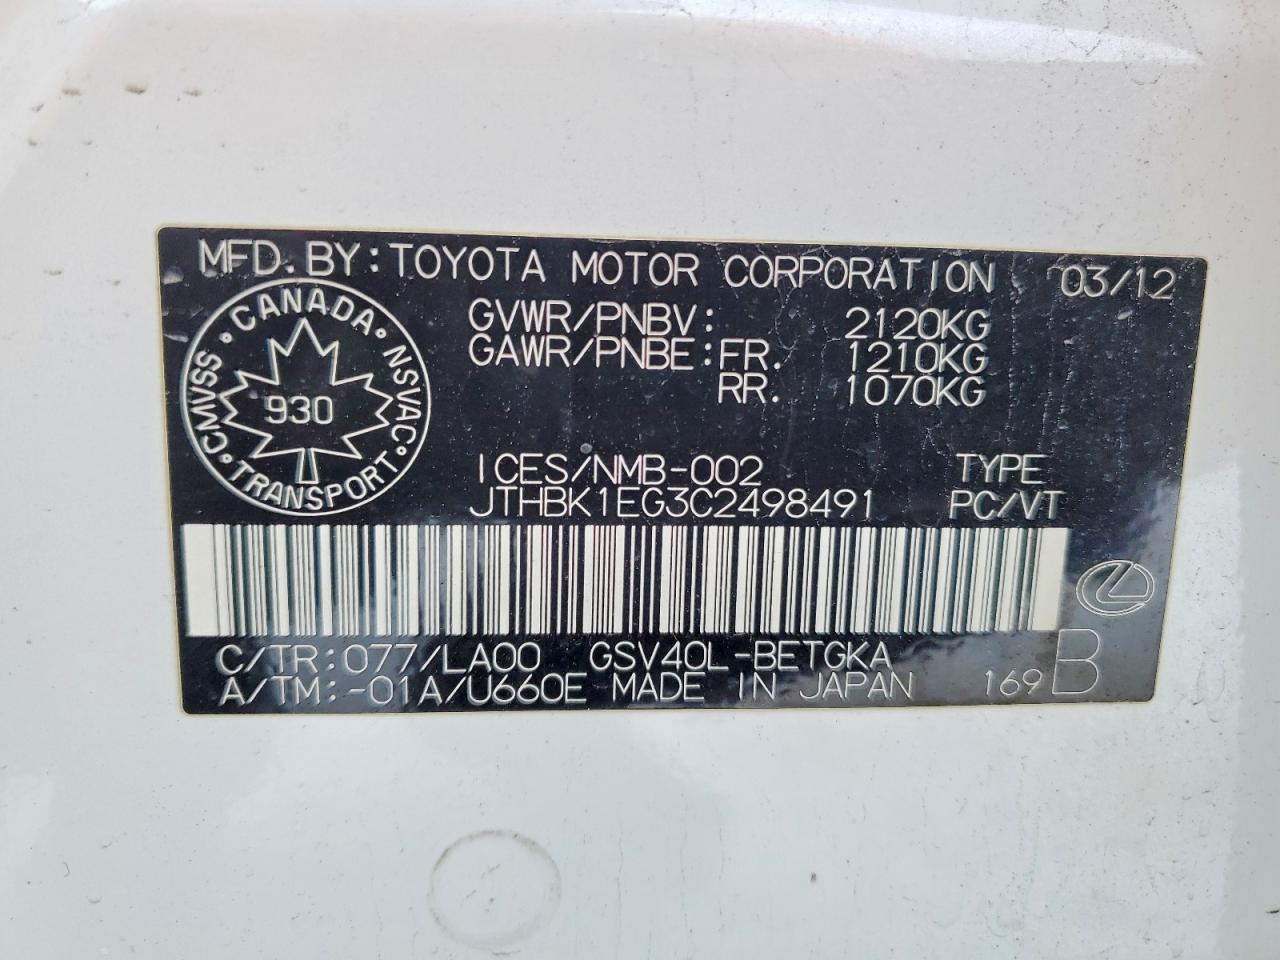 MFD. BY: TOYOTA MOTOR CORPORATION 03/12
GVWR/PNBV: 2120KG
GAWR/PNBE: FR. 1210KG
RR. 1070KG
CANADA
CMVSS NSVAC
930
TRANSPORT
ICES/NMB-002 TYPE
JTHBK1EG3C2498491 PC/VT
C/TR: 077/LA00 GSV40L-BETGKA
A/TM: -01A/U660E MADE IN JAPAN 169 B